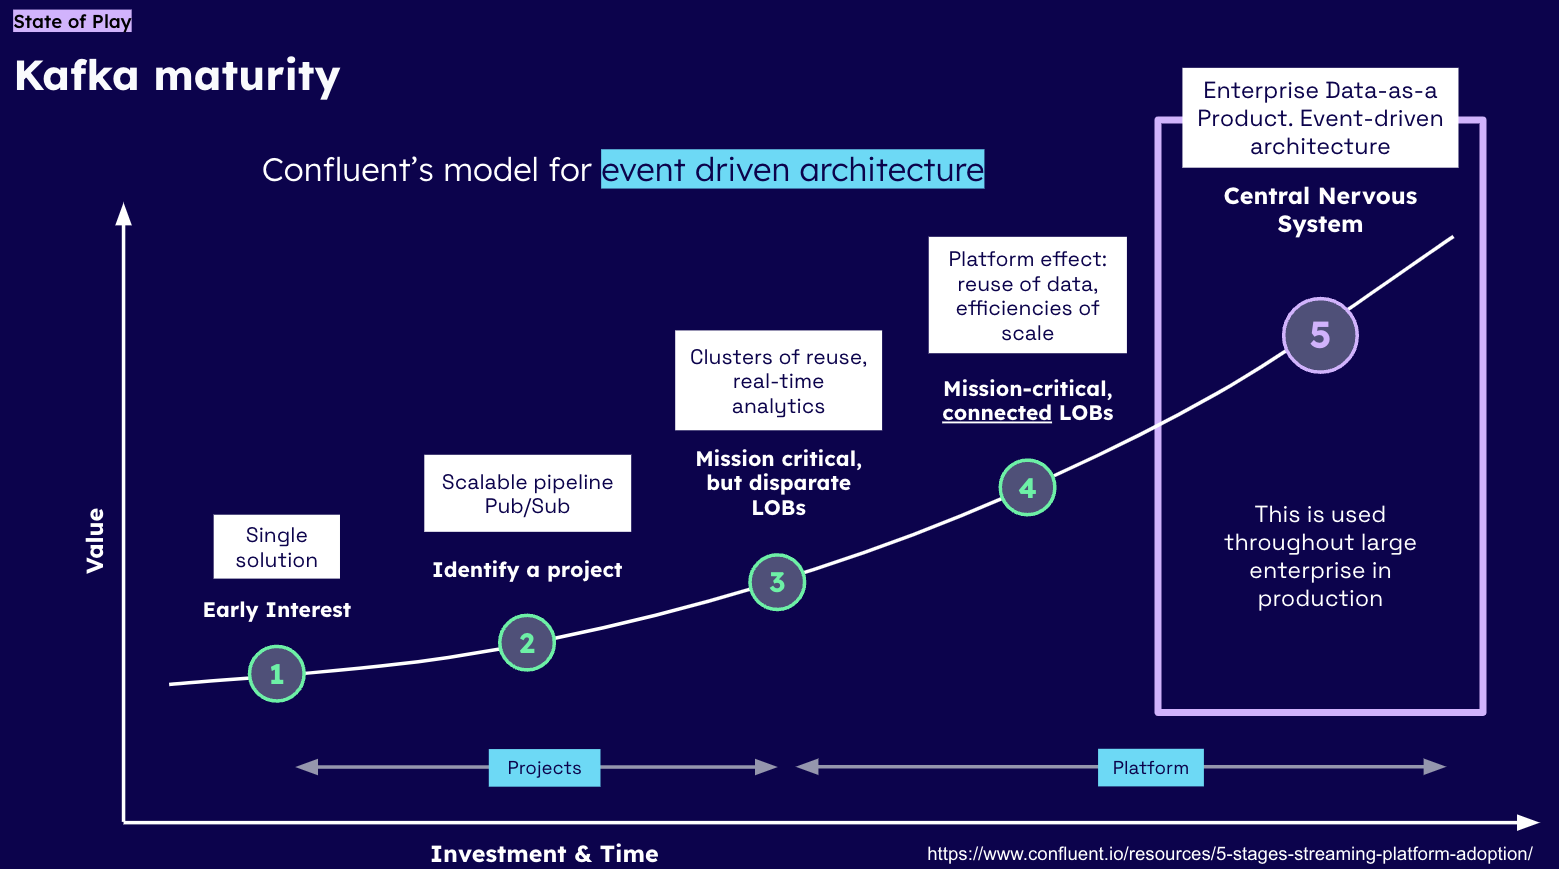 State of Play
Kafka maturity
Confluent's model for event driven architecture
Enterprise Data-as-a
Product. Event-driven
architecture
Central Nervous
System
5
This is used
throughout large
enterprise in
production
Platform effect:
reuse of data,
efficiencies of
scale
Mission-critical,
connected LOBs
4
Clusters of reuse,
real-time
analytics
Mission critical,
but disparate
LOBs
3
Scalable pipeline
Pub/Sub
Identify a project
2
Single
solution
Early Interest
1
Value
Projects
Platform
Investment & Time
https://www.confluent.io/resources/5-stages-streaming-platform-adoption/